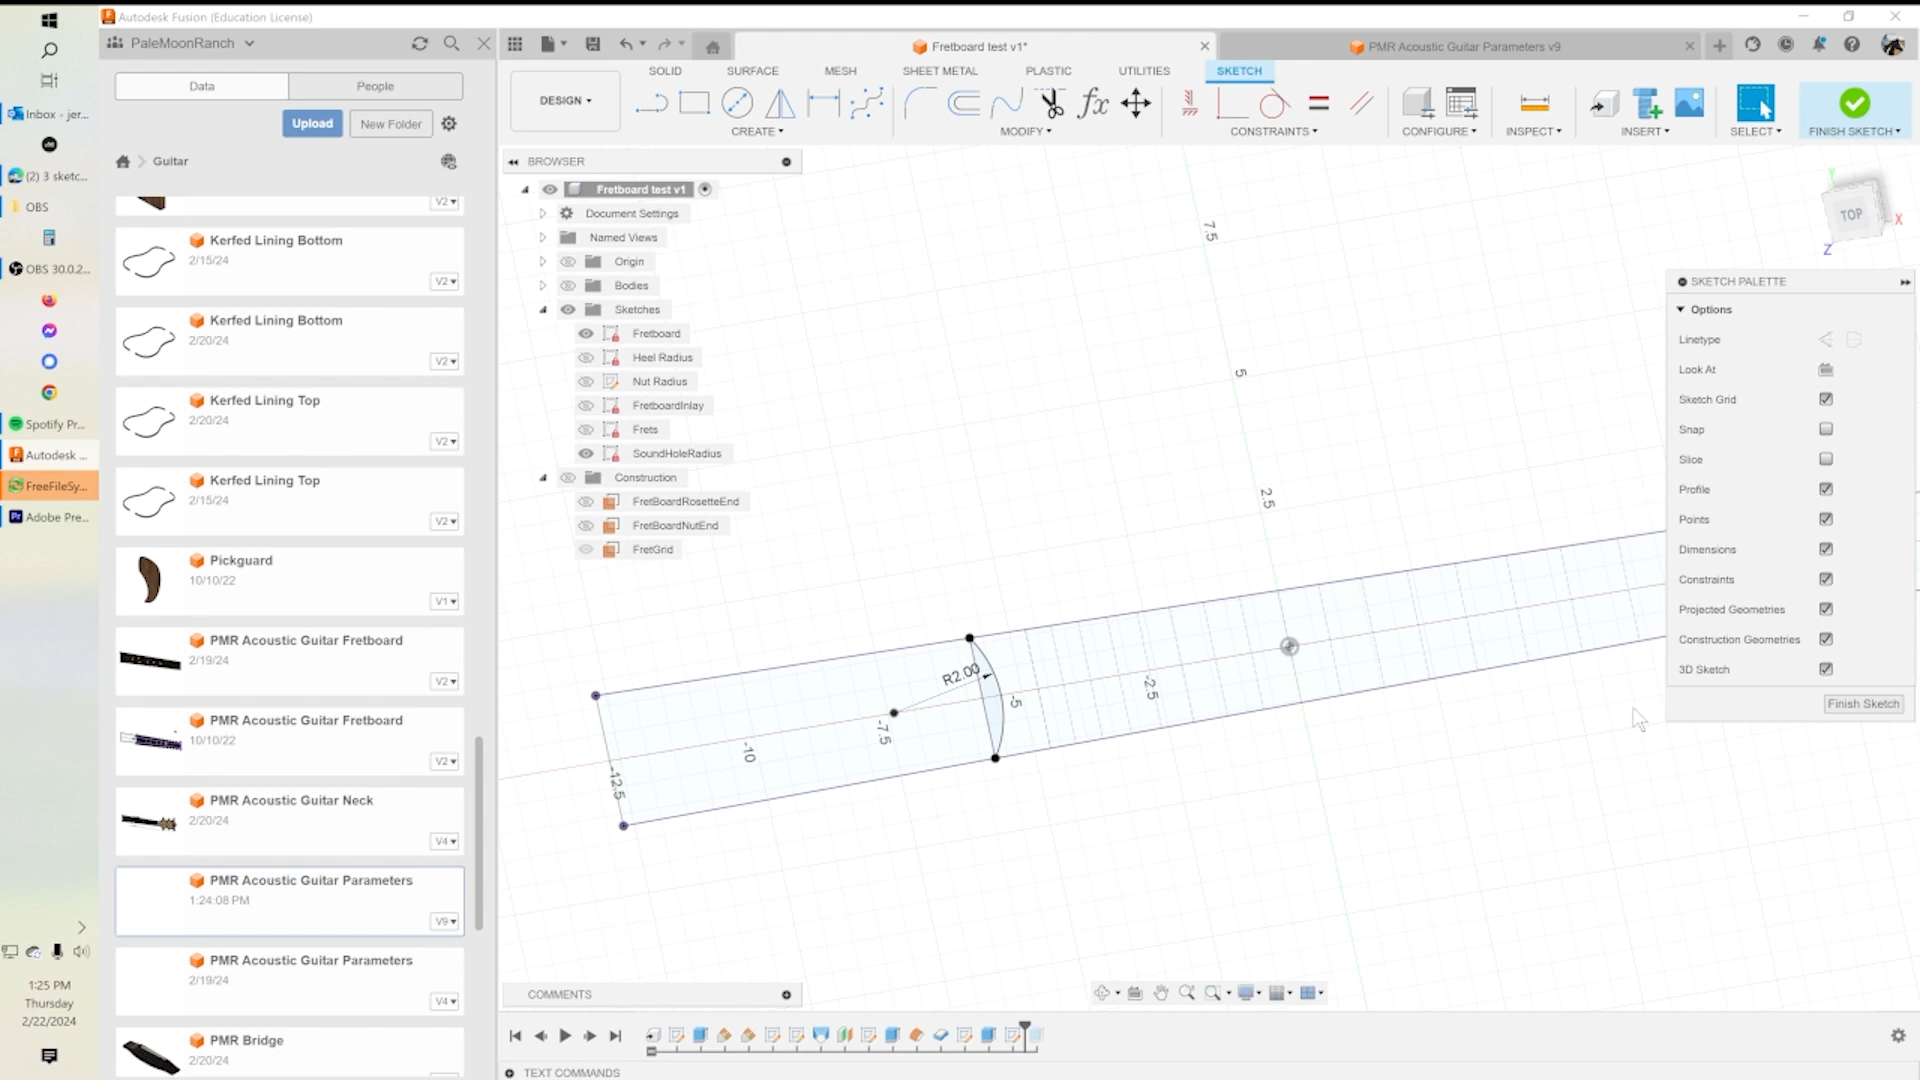 Autodesk Fusion (Education License)
PaleMoonRanch
Data
People
Upload
New Folder
Guitar
V2
Kerfed Lining Bottom
2/15/24
V2
Kerfed Lining Bottom
2/20/24
V2
Kerfed Lining Top
2/20/24
V2
Kerfed Lining Top
2/15/24
V2
Pickguard
10/10/22
V1
PMR Acoustic Guitar Fretboard
2/19/24
V2
PMR Acoustic Guitar Fretboard
10/10/22
V2
PMR Acoustic Guitar Neck
2/20/24
V4
PMR Acoustic Guitar Parameters
1:24:08 PM
V9
PMR Acoustic Guitar Parameters
2/19/24
V4
PMR Bridge
2/20/24
Inbox - jer...
(2) 3 sketc...
OBS
OBS 30.0.2...
Spotify Pr...
Autodesk ...
FreeFileSy...
Adobe Pre...
1:25 PM
Thursday
2/22/2024
Fretboard test v1*
PMR Acoustic Guitar Parameters v9
SOLID
SURFACE
MESH
SHEET METAL
PLASTIC
UTILITIES
SKETCH
DESIGN
CREATE
MODIFY
CONSTRAINTS
CONFIGURE
INSPECT
INSERT
SELECT
FINISH SKETCH
BROWSER
Fretboard test v1
Document Settings
Named Views
Origin
Bodies
Sketches
Fretboard
Heel Radius
Nut Radius
FretboardInlay
Frets
SoundHoleRadius
Construction
FretBoardRosetteEnd
FretBoardNutEnd
FretGrid
7.5
5
2.5
-2.5
-5
-7.5
-10
-12.5
R2.00
TOP
X
Y
Z
SKETCH PALETTE
Options
Linetype
Look At
Sketch Grid
Snap
Slice
Profile
Points
Dimensions
Constraints
Projected Geometries
Construction Geometries
3D Sketch
Finish Sketch
COMMENTS
TEXT COMMANDS